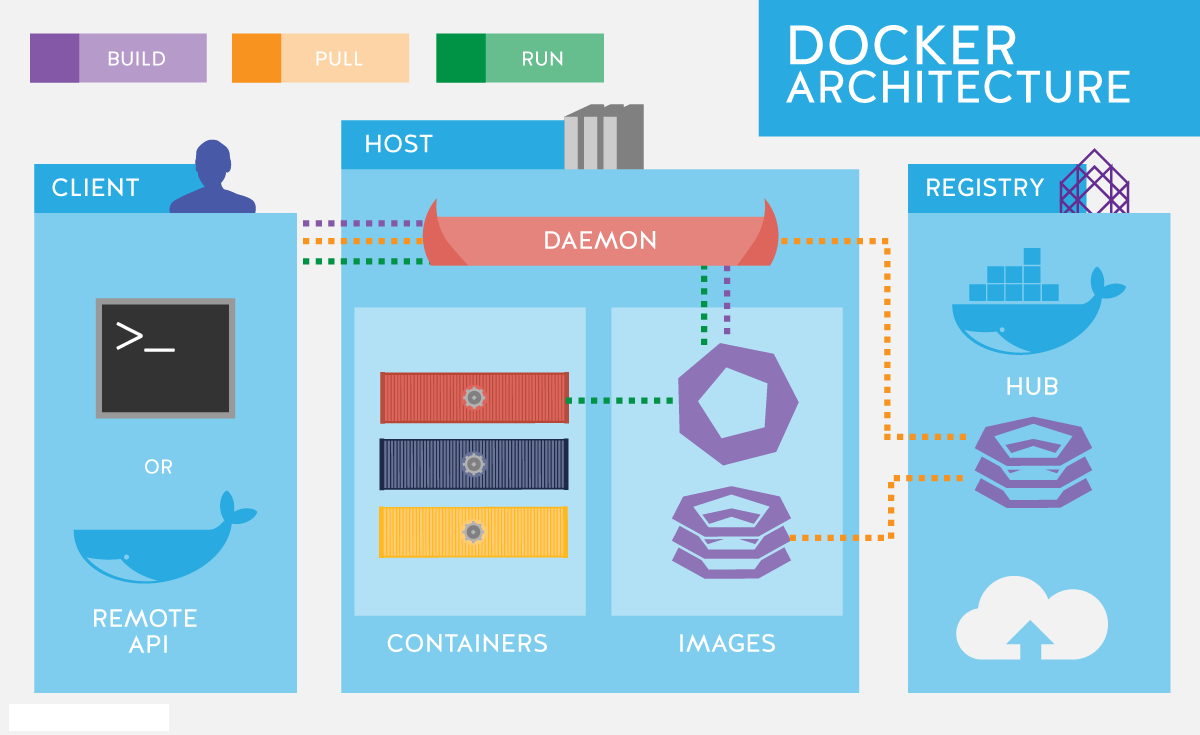 BUILD
PULL
RUN
DOCKER
ARCHITECTURE
HOST
CLIENT
REGISTRY
DAEMON
>_
HUB
OR
REMOTE
API
CONTAINERS
IMAGES